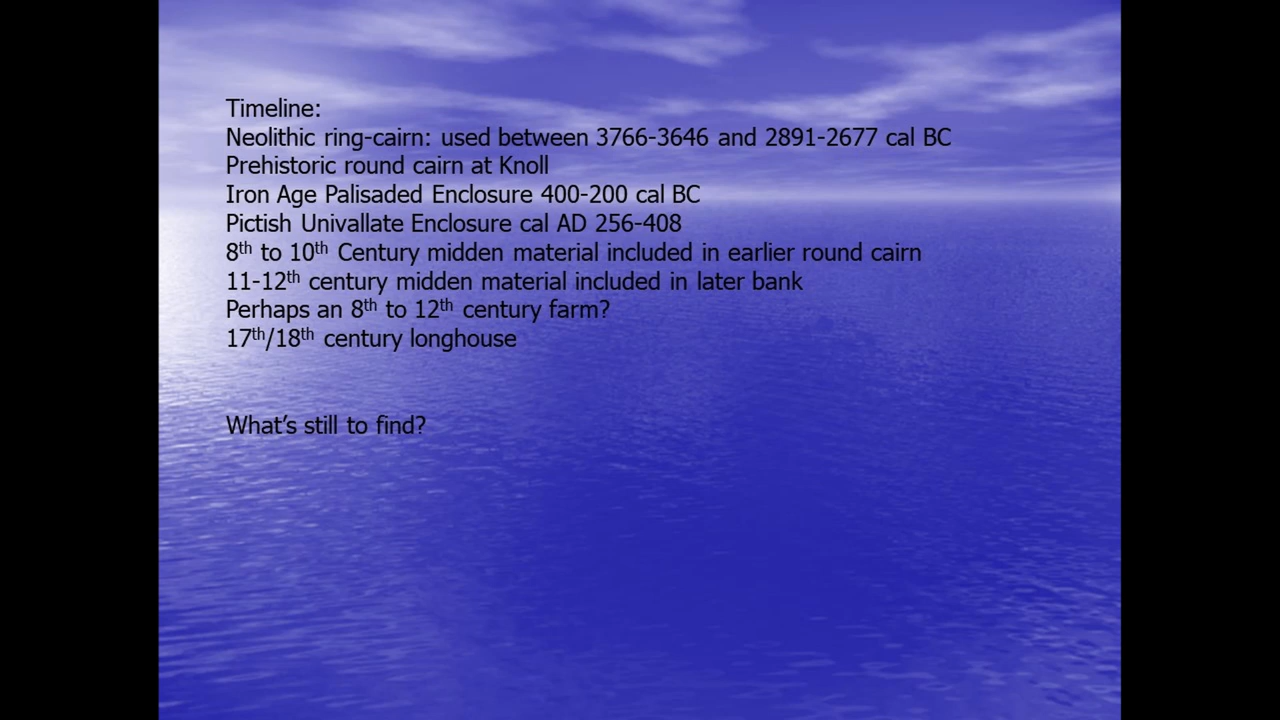 Timeline:
Neolithic ring-cairn: used between 3766-3646 and 2891-2677 cal BC
Prehistoric round cairn at Knoll
Iron Age Palisaded Enclosure 400-200 cal BC
Pictish Univallate Enclosure cal AD 256-408
8th to 10th Century midden material included in earlier round cairn
11-12th century midden material included in later bank
Perhaps an 8th to 12th century farm?
17th/18th century longhouse
What’s still to find?